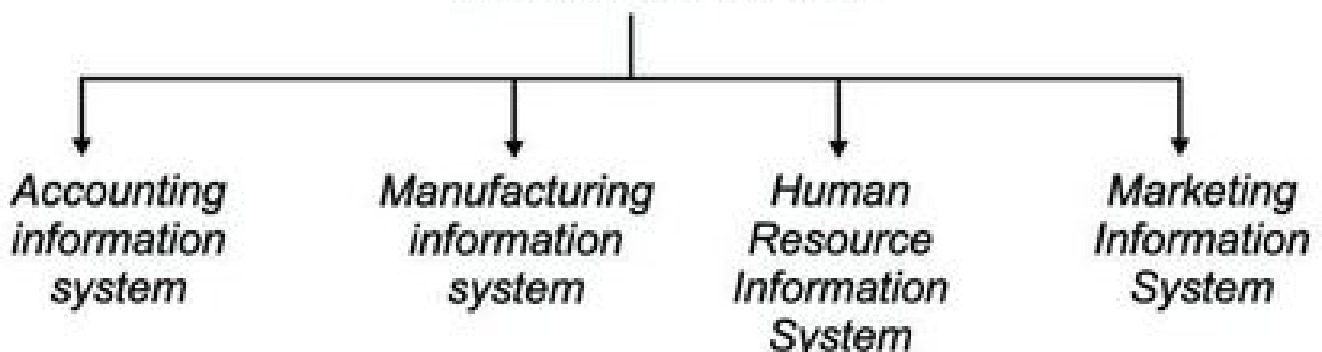 Accounting
information
system
Manufacturing
information
system
Human
Resource
Information
System
Marketing
Information
System